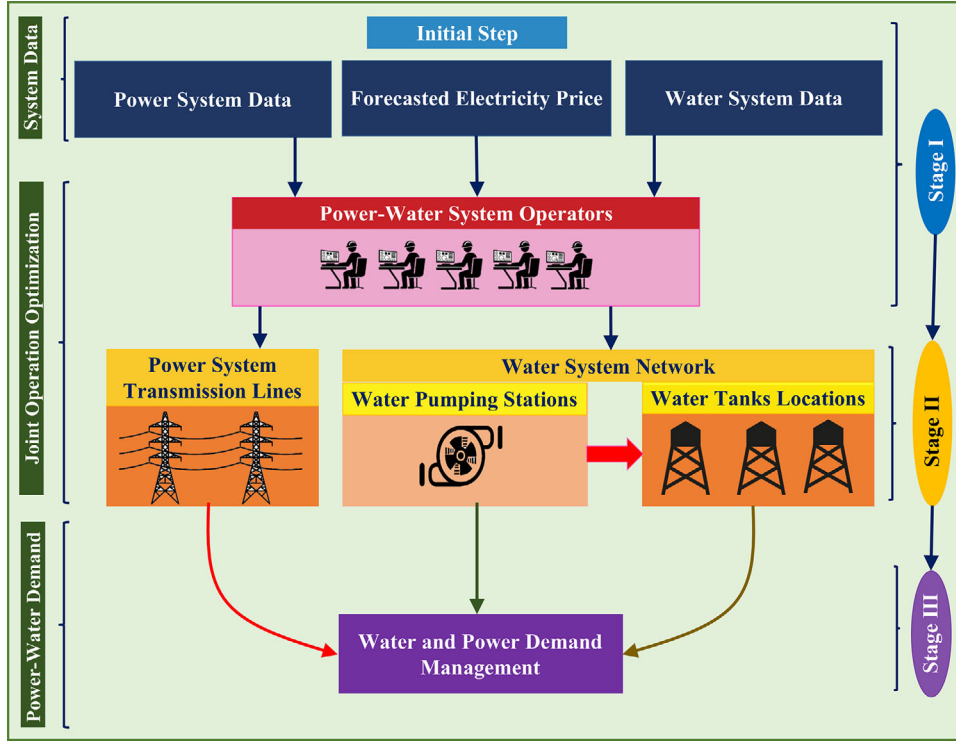 Initial Step
System Data
Power System Data
Forecasted Electricity Price
Water System Data
Stage I
Power-Water System Operators
Joint Operation Optimization
Power System
Transmission Lines
Water System Network
Water Pumping Stations
Water Tanks Locations
Stage II
Power-Water Demand
Water and Power Demand
Management
Stage III